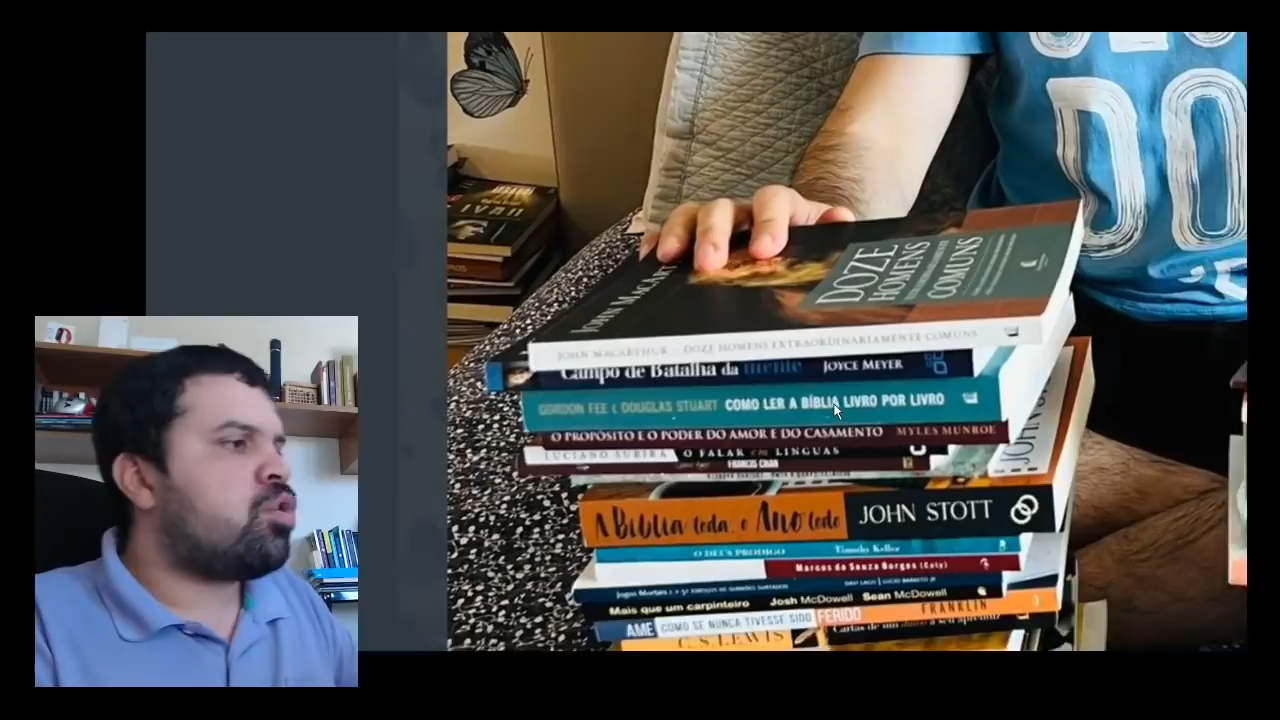 DOZE
HOMENS
EXTRAORDINARIAMENTE
COMUNS
JOHN MACARTHUR DOZE HOMENS EXTRAORDINARIAMENTE COMUNS
Campo de Batalha da mente JOYCE MEYER
GORDON FEE E DOUGLAS STUART COMO LER A BÍBLIA LIVRO POR LIVRO
O PROPÓSITO E O PODER DO AMOR E DO CASAMENTO MYLES MUNROE
LUCIANO SUBIRÁ O FALAR em LÍNGUAS
FRANCIS CHAN
A Bíblia toda, o Ano todo JOHN STOTT
O DEUS PRÓDIGO Timothy Keller
Marcos de Souza Borges (Coty)
Mais que um carpinteiro Josh McDowell Sean McDowell
AME COMO SE NUNCA TIVESSE SIDO FERIDO
FRANKLIN
C. S. LEWIS Cartas de um diabo a seu aprendiz